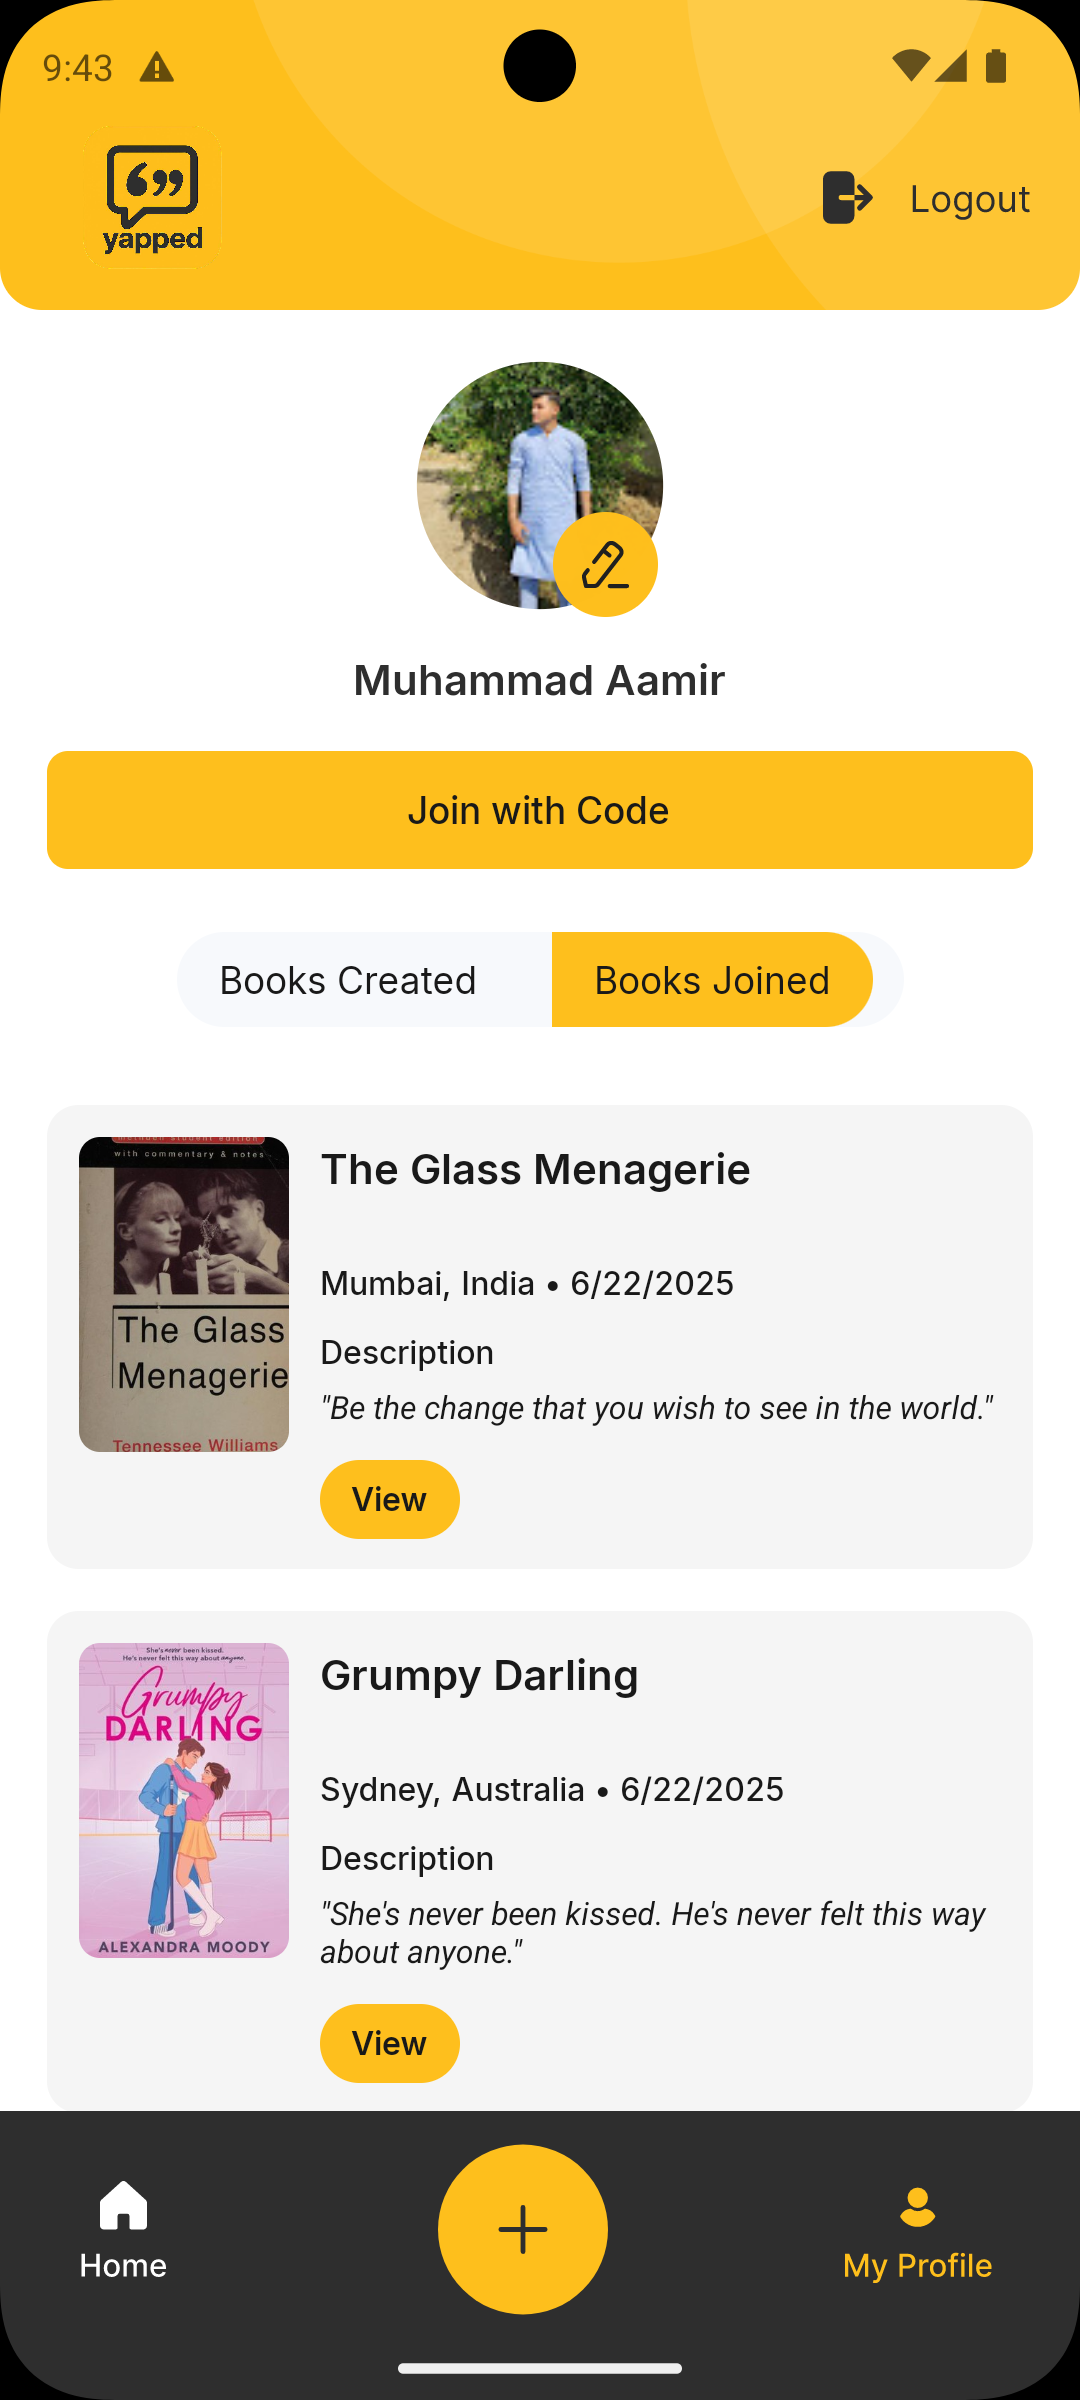 9:43
yapped
Logout
Muhammad Aamir
Join with Code
Books Created
Books Joined
methuen student edition
with commentary & notes
The Glass
Menagerie
Tennessee Williams
The Glass Menagerie
Mumbai, India • 6/22/2025
Description
"Be the change that you wish to see in the world."
View
She's never been kissed.
He's never felt this way about anyone.
Grumpy
DARLING
ALEXANDRA MOODY
Grumpy Darling
Sydney, Australia • 6/22/2025
Description
"She's never been kissed. He's never felt this way
about anyone."
View
Home
My Profile